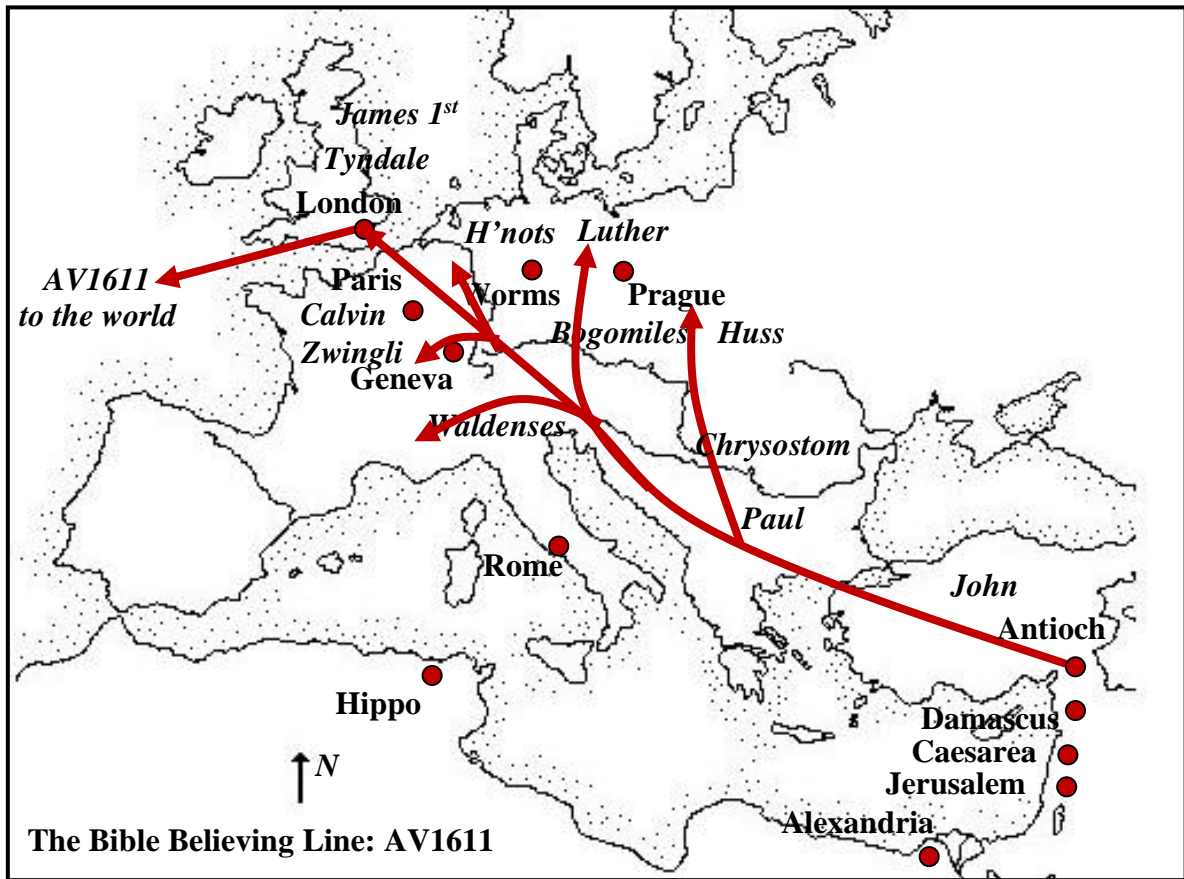 James 1st
Tyndale
London
H'nots
Luther
AV1611
to the world
Paris
Worms
Prague
Calvin
Bogomiles
Huss
Zwingli
Geneva
Waldenses
Chrysostom
Paul
Rome
John
Antioch
Hippo
Damascus
Caesarea
N
Jerusalem
Alexandria
The Bible Believing Line: AV1611